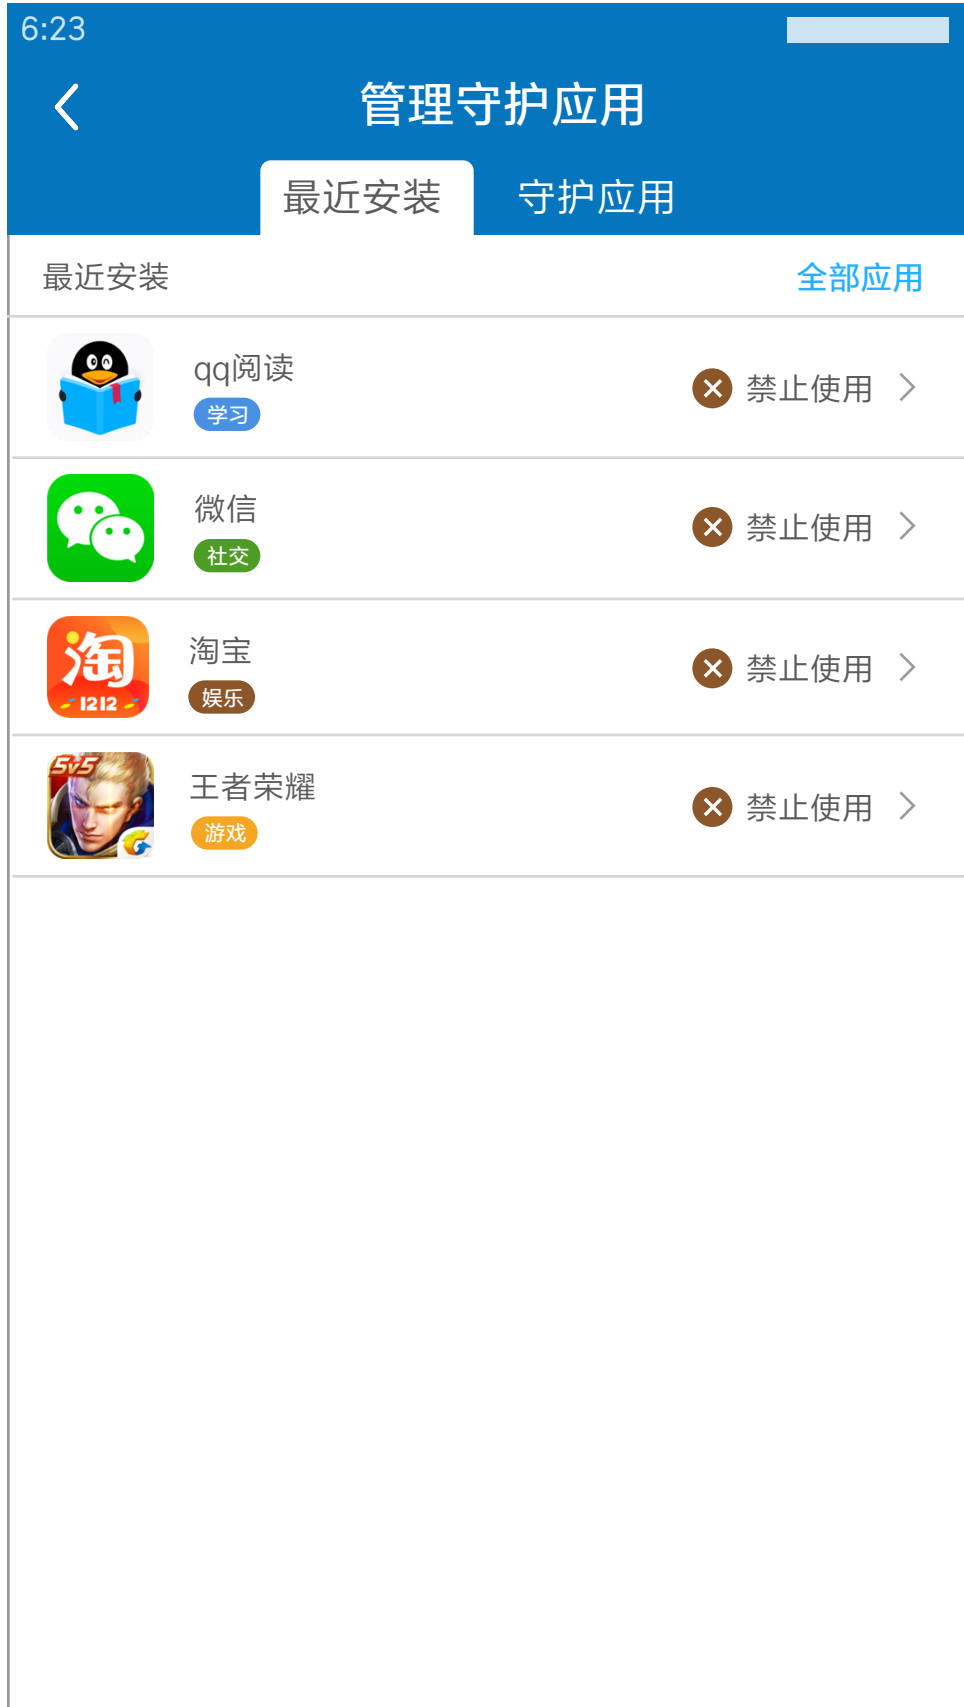 6:23
管理守护应用
最近安装 守护应用
最近安装 全部应用
qq阅读
学习
禁止使用
微信
社交
禁止使用
淘
1212
淘宝
娱乐
禁止使用
5v5
王者荣耀
游戏
禁止使用